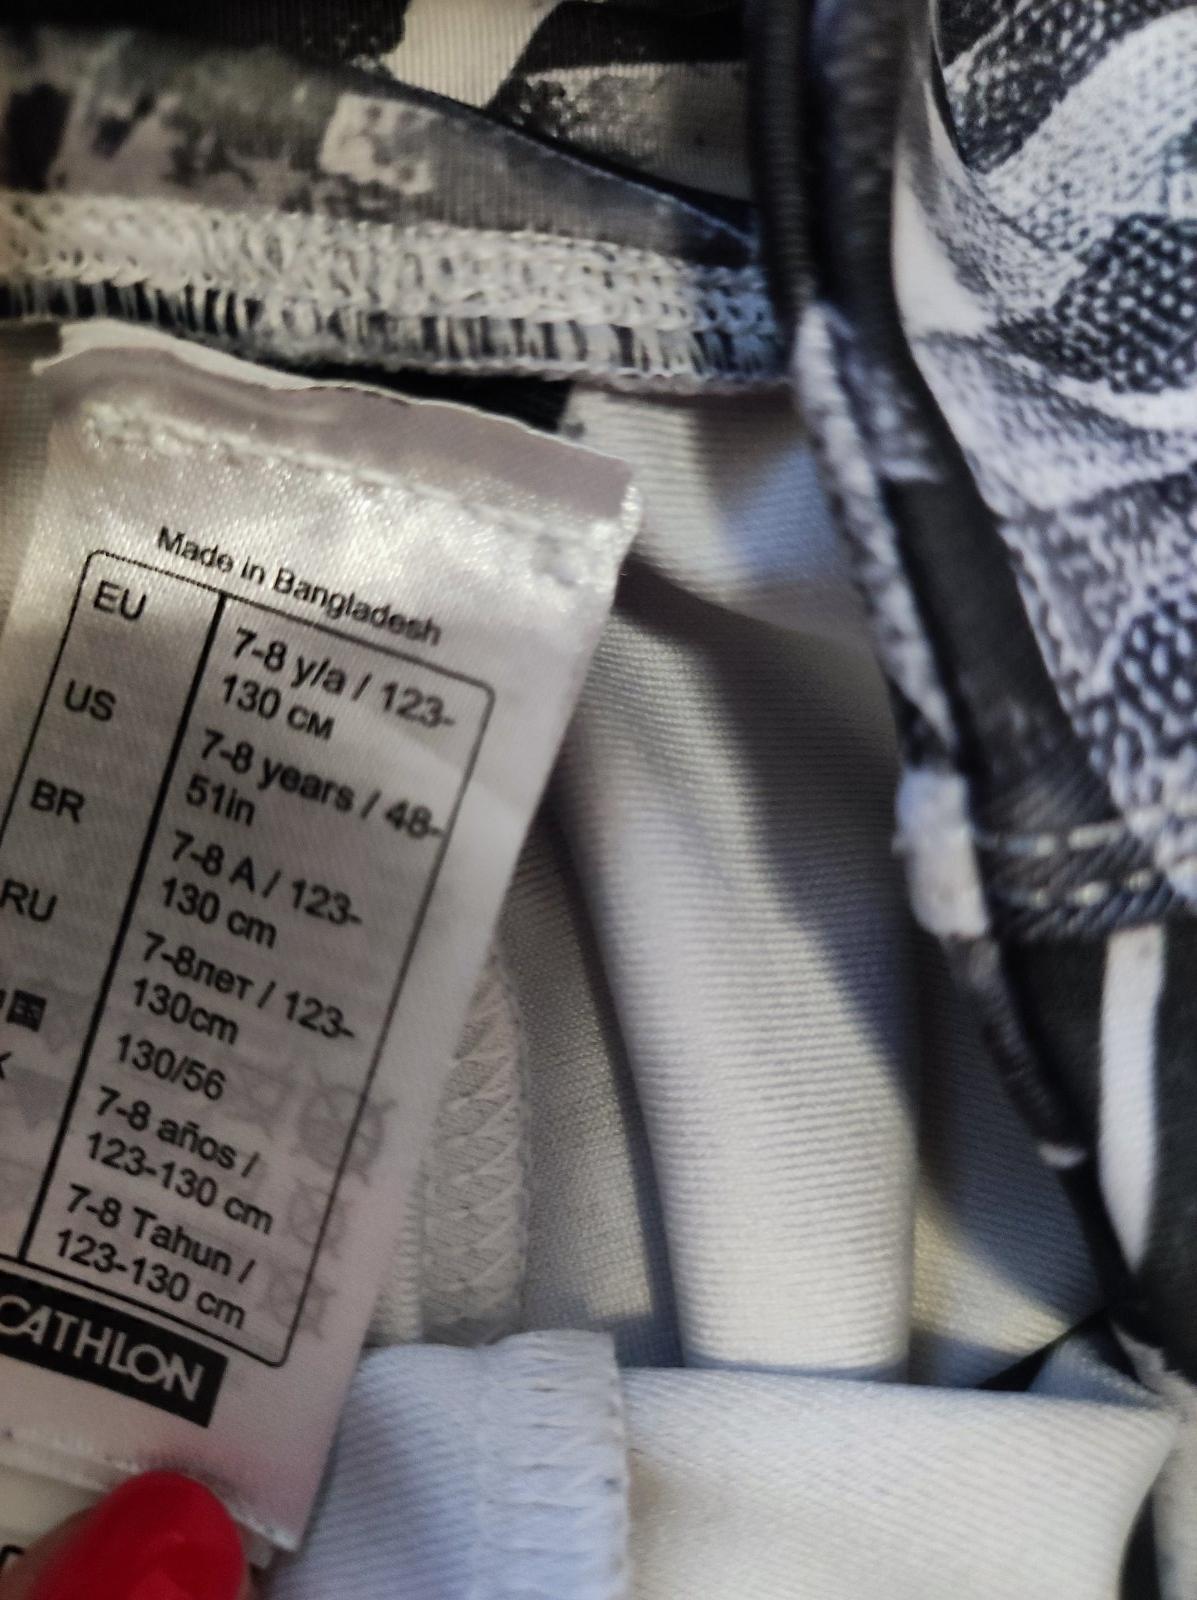 Made in Bangladesh
EU 7-8 y/a / 123-
130 см
US 7-8 years / 48-
51in
BR 7-8 A / 123-
130 cm
RU 7-8лет / 123-
130cm
国 130/56
7-8 años /
123-130 cm
7-8 Tahun /
123-130 cm
CATHLON